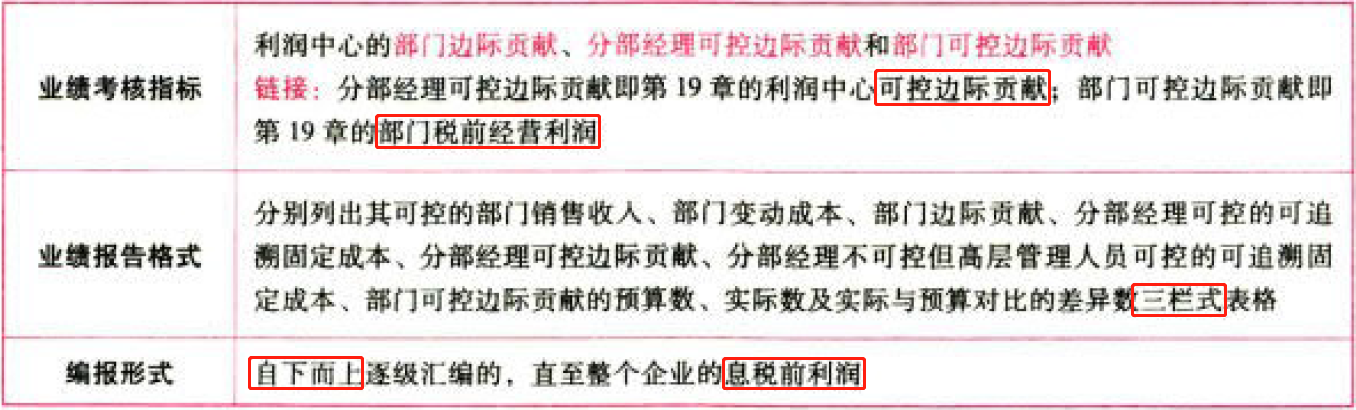 业绩考核指标
利润中心的部门边际贡献、分部经理可控边际贡献和部门可控边际贡献
链接：分部经理可控边际贡献即第 19 章的利润中心可控边际贡献；部门可控边际贡献即
第 19 章的部门税前经营利润
业绩报告格式
分别列出其可控的部门销售收入、部门变动成本、部门边际贡献、分部经理可控的可追
溯固定成本、分部经理可控边际贡献、分部经理不可控但高层管理人员可控的可追溯固
定成本、部门可控边际贡献的预算数、实际数及实际与预算对比的差异数三栏式表格
编报形式
自下而上逐级汇编的，直至整个企业的息税前利润